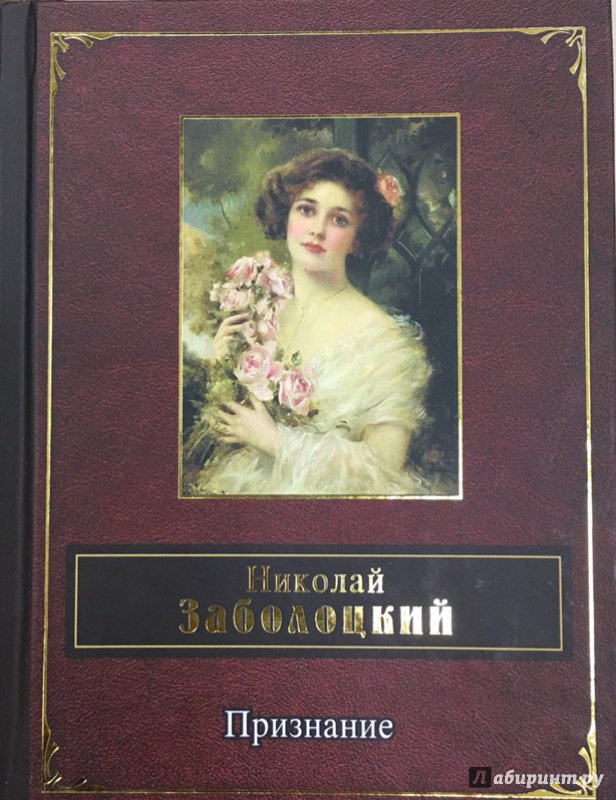 Николай
Заболоцкий
Признание
Лабиринт.ру